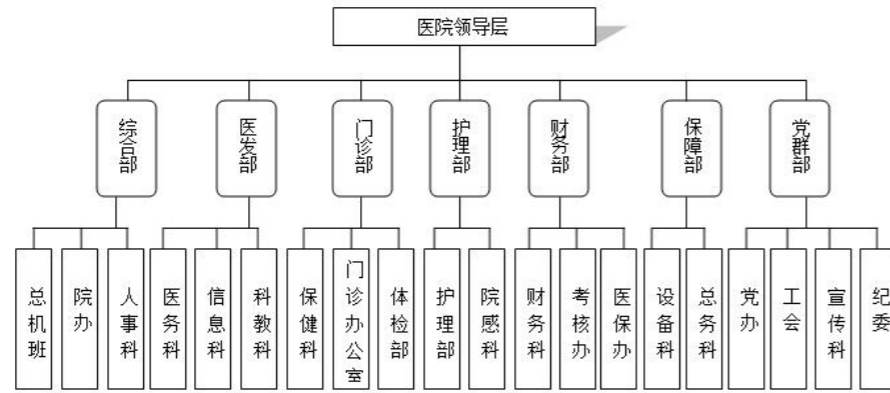 医院领导层
综合部
医发部
门诊部
护理部
财务部
保障部
党群部
总机班
院办
人事科
医务科
信息科
科教科
保健科
门诊办公室
体检部
护理部
院感科
财务科
考核办
医保办
设备科
总务科
党办
工会
宣传科
纪委